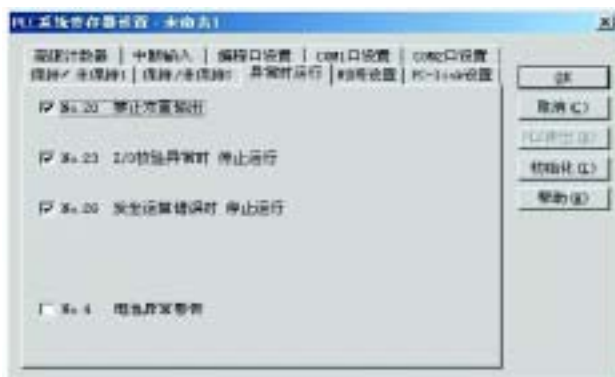 PLC系统寄存器设置 - 未命名1
高速计数器 中断输入 编程口设置 COM1口设置 COM2口设置
保持/非保持1 保持/非保持2 异常时运行 时间设置 PC-link设置
No.20 禁止双重输出
No.23 I/O校验异常时 停止运行
No.26 发生运算错误时 停止运行
No.4 电池异常警告
OK
取消(C)
PLC读出(R)
初始化(I)
帮助(H)